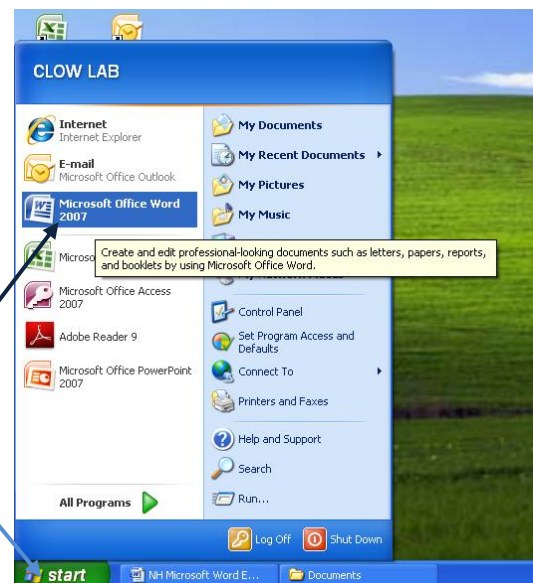 CLOW LAB
Internet
Internet Explorer
E-mail
Microsoft Office Outlook
Microsoft Office Word
2007
Create and edit professional-looking documents such as letters, papers, reports,
and booklets by using Microsoft Office Word.
Microso
Microsoft Office Access
2007
Adobe Reader 9
Microsoft Office PowerPoint
2007
All Programs
My Documents
My Recent Documents
My Pictures
My Music
Control Panel
Set Program Access and
Defaults
Connect To
Printers and Faxes
Help and Support
Search
Run...
Log Off
Shut Down
start
NH Microsoft Word E...
Documents